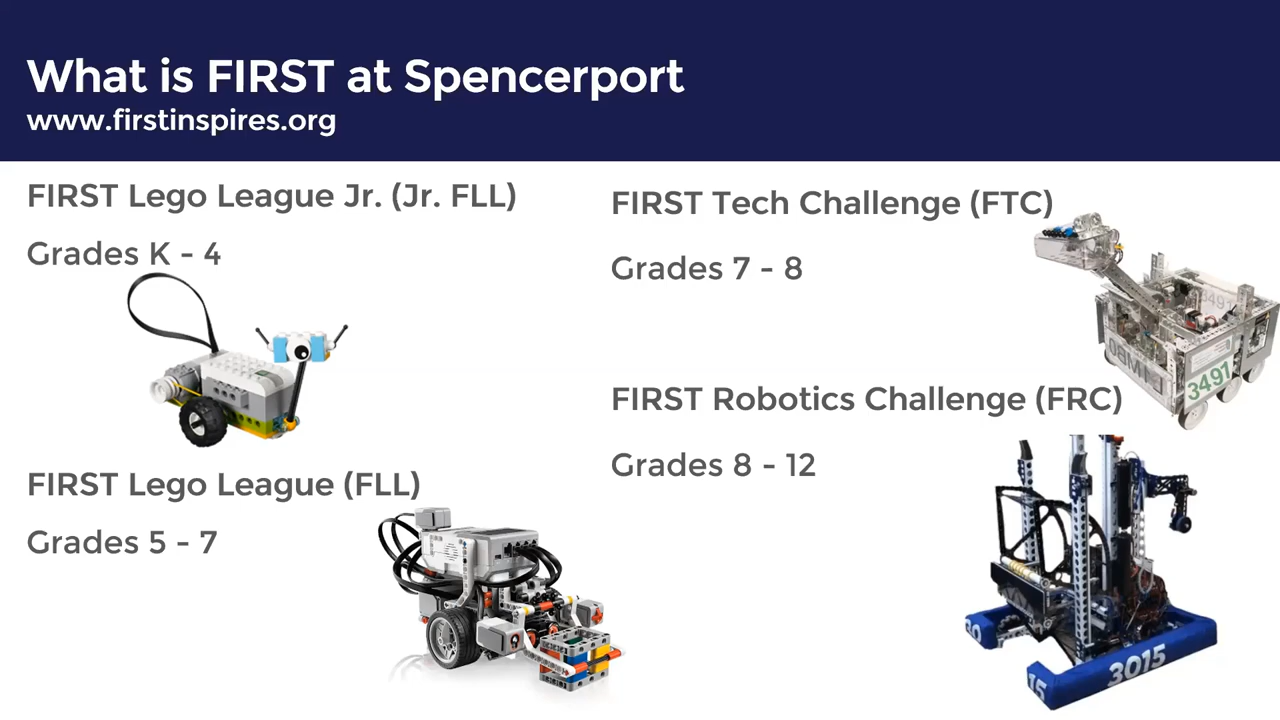 What is FIRST at Spencerport
www.firstinspires.org
FIRST Lego League Jr. (Jr. FLL)
Grades K - 4
FIRST Lego League (FLL)
Grades 5 - 7
FIRST Tech Challenge (FTC)
Grades 7 - 8
3491
3491
FIRST Robotics Challenge (FRC)
Grades 8 - 12
3015
15